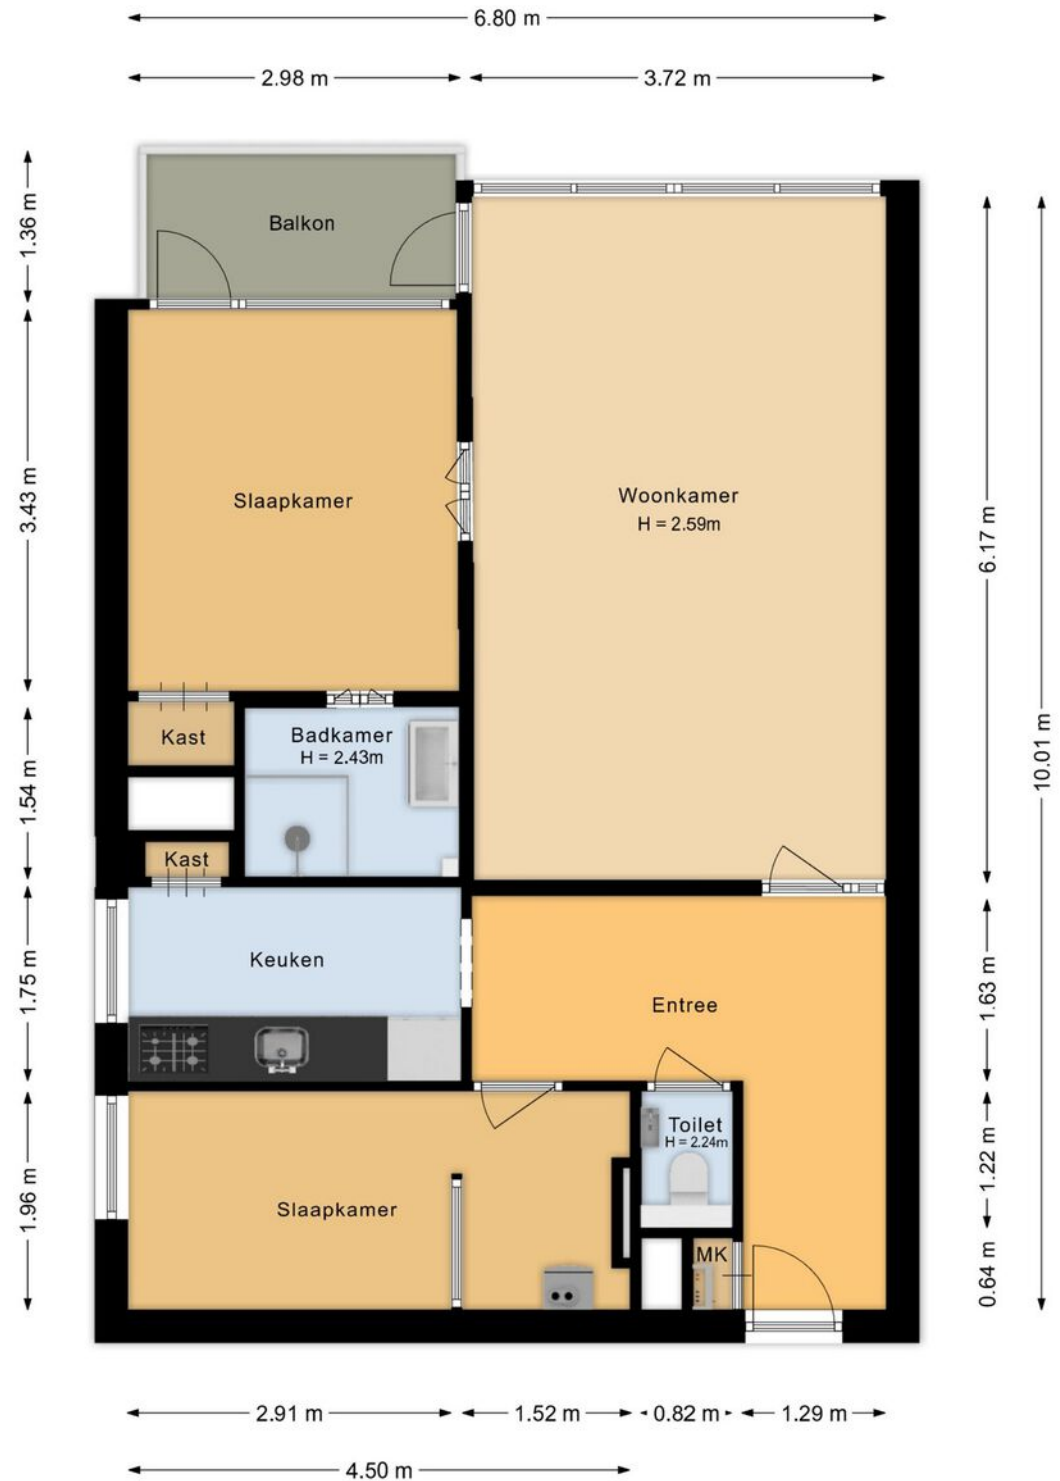 6.80 m
2.98 m
3.72 m
1.36 m
Balkon
3.43 m
Slaapkamer
Woonkamer
H = 2.59m
6.17 m
10.01 m
Kast
Badkamer
H = 2.43m
1.54 m
Kast
Keuken
1.75 m
Entree
1.63 m
Toilet
H = 2.24m
1.22 m
Slaapkamer
1.96 m
MK
0.64 m
2.91 m
1.52 m
0.82 m
1.29 m
4.50 m